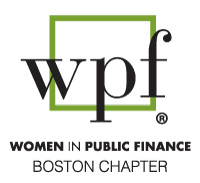 wpf®
WOMEN IN PUBLIC FINANCE
BOSTON CHAPTER